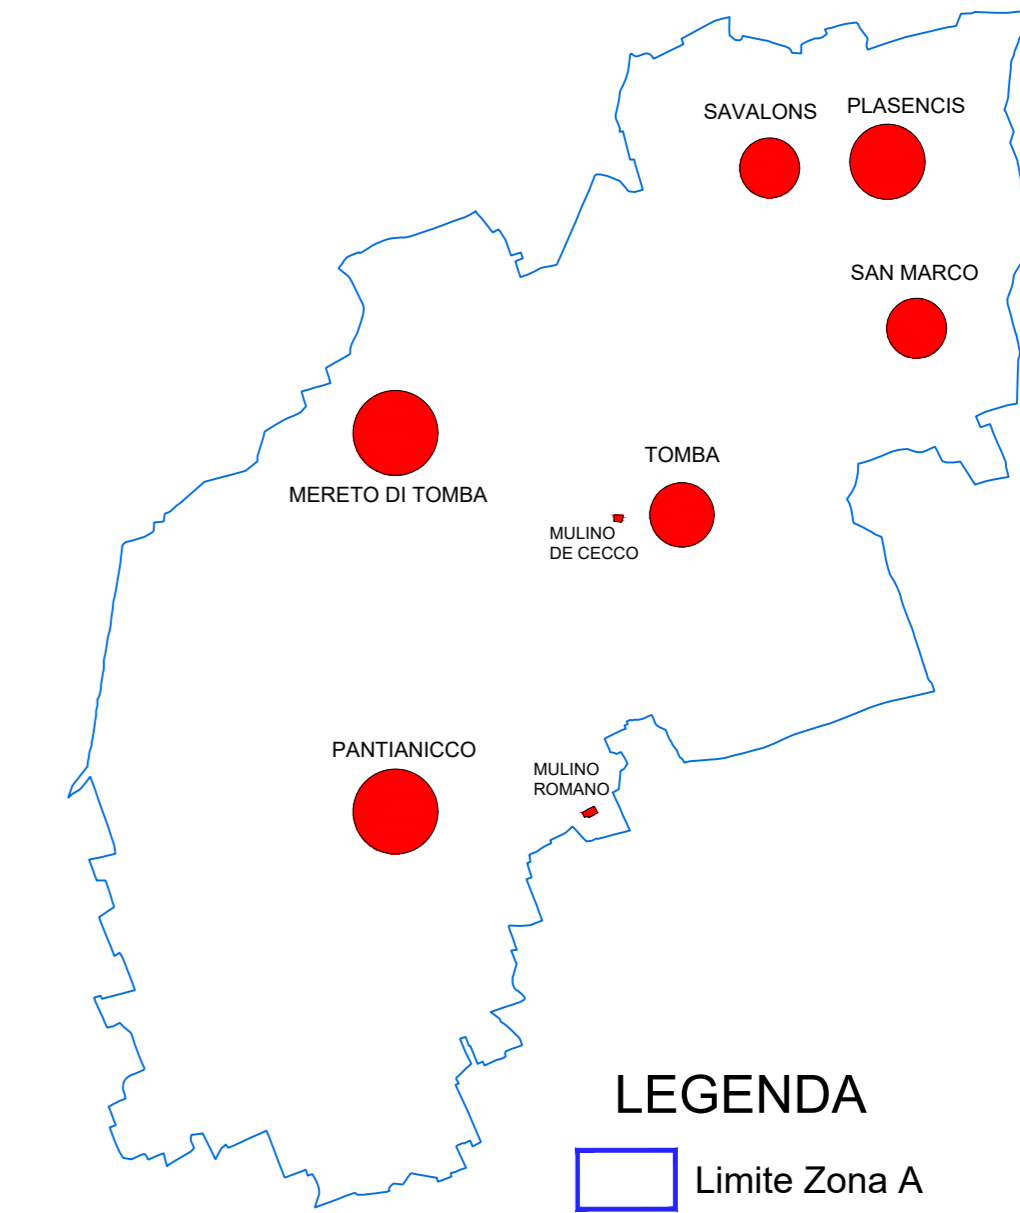 SAVALONS
PLASENCIS
SAN MARCO
MERETO DI TOMBA
TOMBA
MULINO
DE CECCO
PANTIANICCO
MULINO
ROMANO
LEGENDA
Limite Zona A